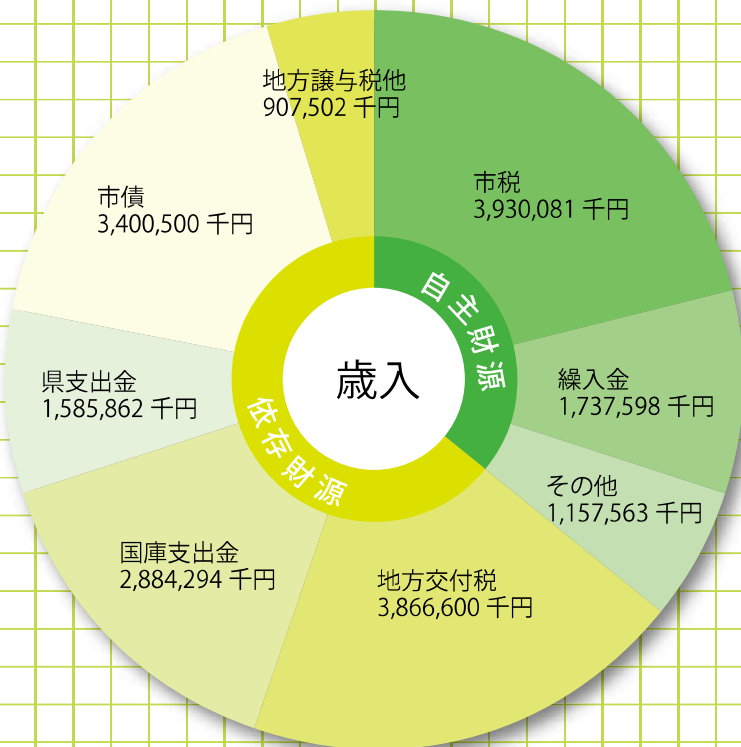 歳入
自主財源
依存財源
市税
3,930,081 千円
繰入金
1,737,598 千円
その他
1,157,563 千円
地方交付税
3,866,600 千円
国庫支出金
2,884,294 千円
県支出金
1,585,862 千円
市債
3,400,500 千円
地方譲与税他
907,502 千円